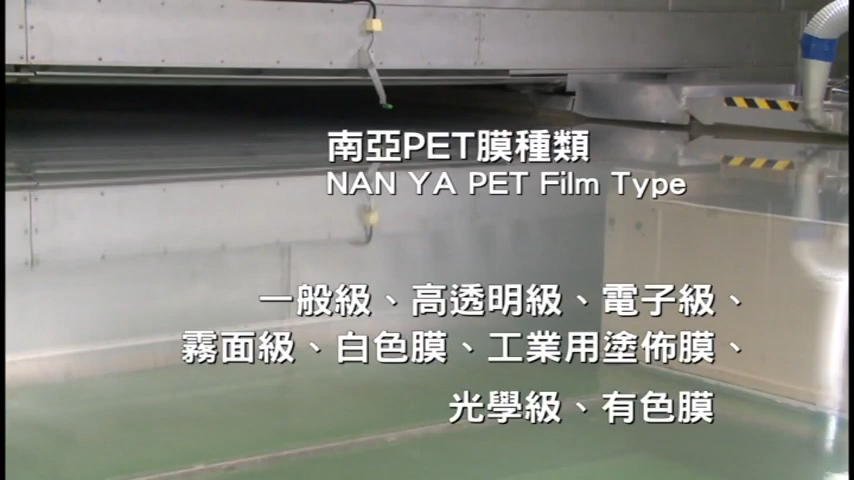 南亞PET膜種類
NAN YA PET Film Type
一般級、高透明級、電子級、
霧面級、白色膜、工業用塗佈膜、
光學級、有色膜